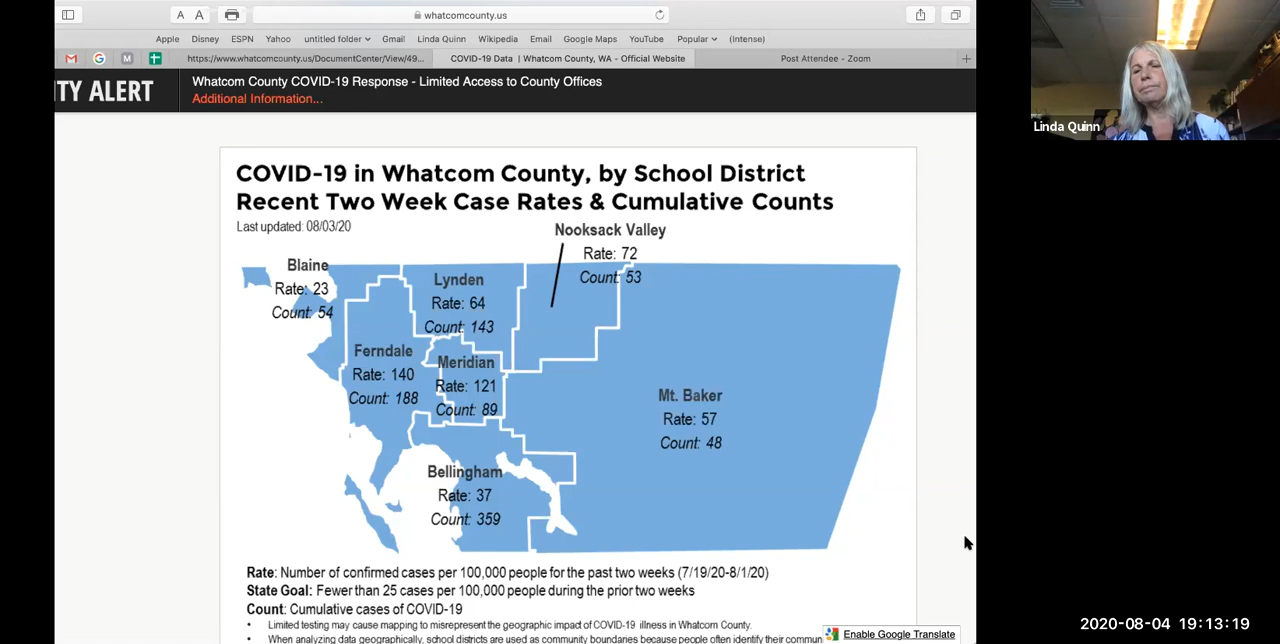 whatcomcounty.us
Apple Disney ESPN Yahoo untitled folder Gmail Linda Quinn Wikipedia Email Google Maps YouTube Popular (Intense)
https://www.whatcomcounty.us/DocumentCenter/View/49... COVID-19 Data | Whatcom County, WA - Official Website Post Attendee - Zoom
TY ALERT
Whatcom County COVID-19 Response - Limited Access to County Offices
Additional Information...
Linda Quinn
COVID-19 in Whatcom County, by School District
Recent Two Week Case Rates & Cumulative Counts
Last updated: 08/03/20
Nooksack Valley
Rate: 72
Count: 53
Blaine
Rate: 23
Count: 54
Lynden
Rate: 64
Count: 143
Ferndale
Rate: 140
Count: 188
Meridian
Rate: 121
Count: 89
Mt. Baker
Rate: 57
Count: 48
Bellingham
Rate: 37
Count: 359
Rate: Number of confirmed cases per 100,000 people for the past two weeks (7/19/20-8/1/20)
State Goal: Fewer than 25 cases per 100,000 people during the prior two weeks
Count: Cumulative cases of COVID-19
• Limited testing may cause mapping to misrepresent the geographic impact of COVID-19 illness in Whatcom County.
• When analyzing data geographically, school districts are used as community boundaries because people often identify their commun
Enable Google Translate
2020-08-04 19:13:19